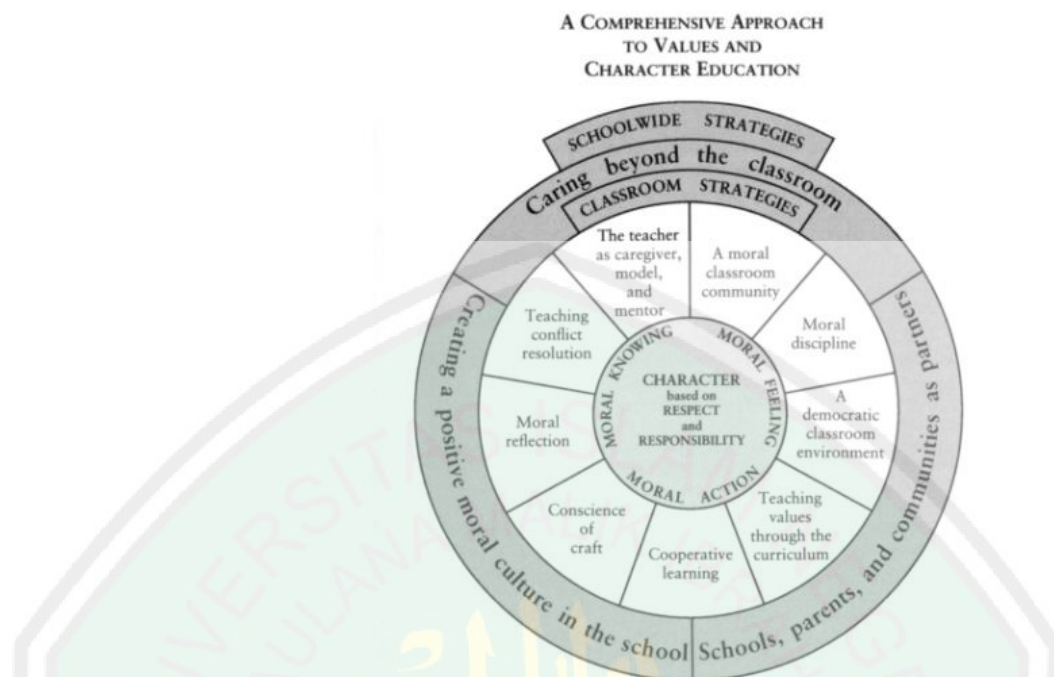 A COMPREHENSIVE APPROACH
TO VALUES AND
CHARACTER EDUCATION
SCHOOLWIDE STRATEGIES
Caring beyond the classroom
CLASSROOM STRATEGIES
The teacher
as caregiver,
model,
and
mentor
A moral
classroom
community
Moral
discipline
A
democratic
classroom
environment
Teaching
values
through the
curriculum
Cooperative
learning
Conscience
of
craft
Moral
reflection
Teaching
conflict
resolution
MORAL KNOWING
MORAL FEELING
MORAL ACTION
CHARACTER
based on
RESPECT
and
RESPONSIBILITY
Creating a positive moral culture in the school
Schools, parents, and communities as partners